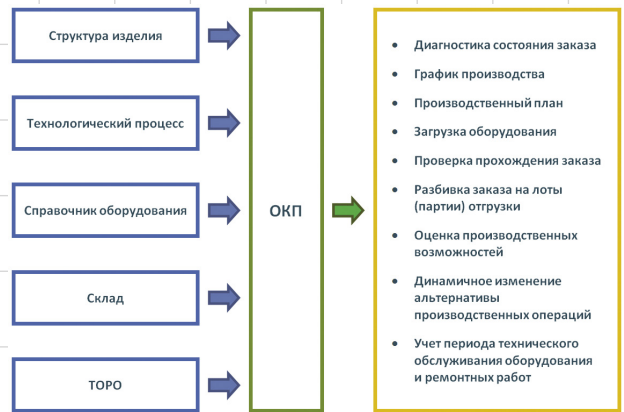 Структура изделия
Технологический процесс
Справочник оборудования
Склад
ТОРО
ОКП
• Диагностика состояния заказа
• График производства
• Производственный план
• Загрузка оборудования
• Проверка прохождения заказа
• Разбивка заказа на лоты
(партии) отгрузки
• Оценка производственных
возможностей
• Динамичное изменение
альтернативы
производственных операций
• Учет периода технического
обслуживания оборудования
и ремонтных работ